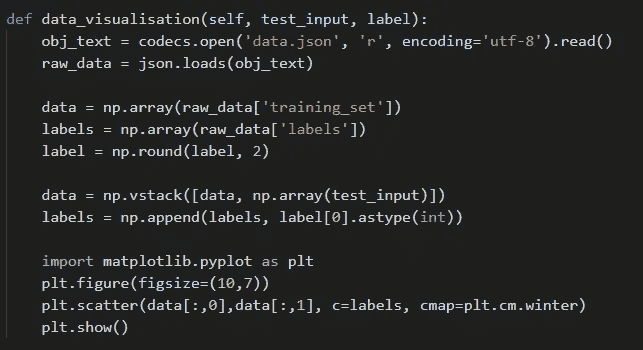 def data_visualisation(self, test_input, label):
    obj_text = codecs.open('data.json', 'r', encoding='utf-8').read()
    raw_data = json.loads(obj_text)

    data = np.array(raw_data['training_set'])
    labels = np.array(raw_data['labels'])
    label = np.round(label, 2)

    data = np.vstack([data, np.array(test_input)])
    labels = np.append(labels, label[0].astype(int))

    import matplotlib.pyplot as plt
    plt.figure(figsize=(10,7))
    plt.scatter(data[:,0],data[:,1], c=labels, cmap=plt.cm.winter)
    plt.show()